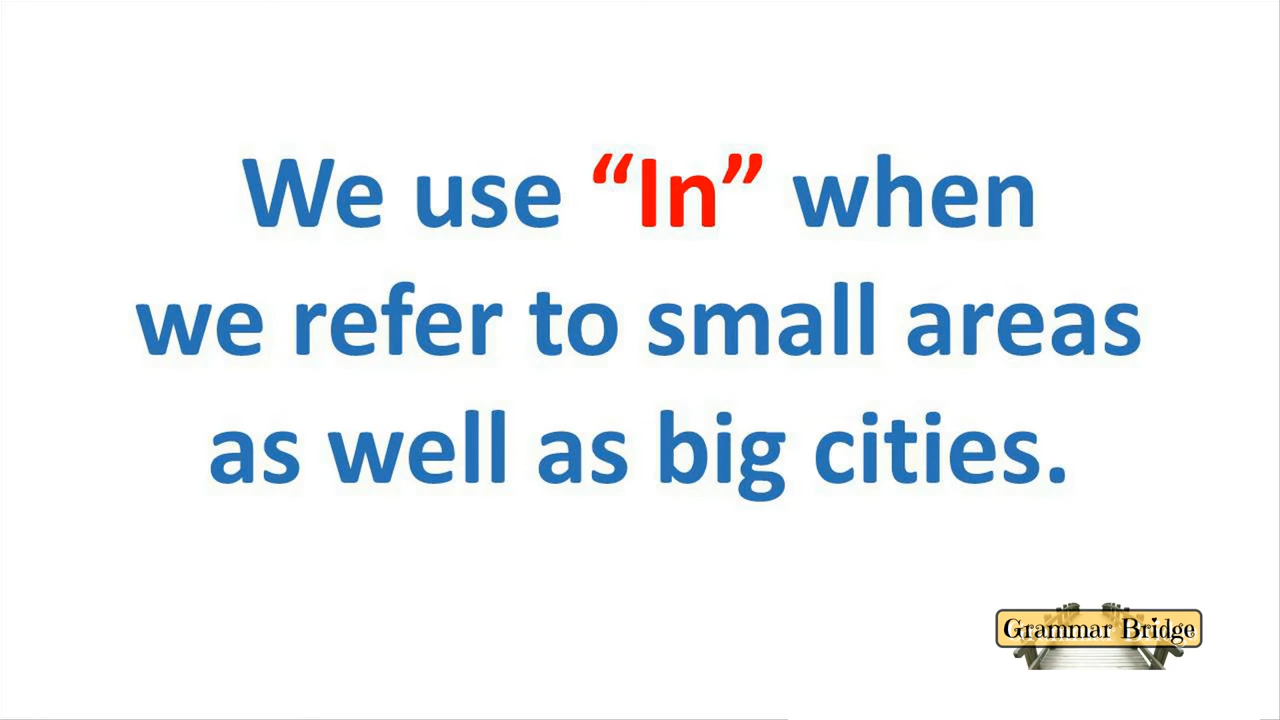 We use “In” when
we refer to small areas
as well as big cities.
Grammar Bridge